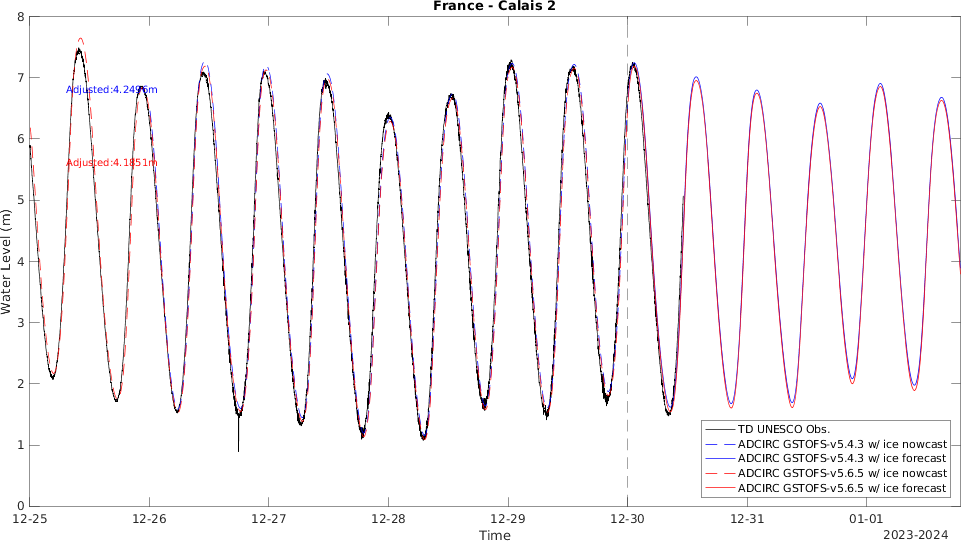 France - Calais 2
8
7
6
5
4
3
2
1
0
Water Level (m)
Adjusted:4.2496m
Adjusted:4.1851m
TD UNESCO Obs.
ADCIRC GSTOFS-v5.4.3 w/ ice nowcast
ADCIRC GSTOFS-v5.4.3 w/ ice forecast
ADCIRC GSTOFS-v5.6.5 w/ ice nowcast
ADCIRC GSTOFS-v5.6.5 w/ ice forecast
12-25 12-26 12-27 12-28 12-29 12-30 12-31 01-01
Time
2023-2024